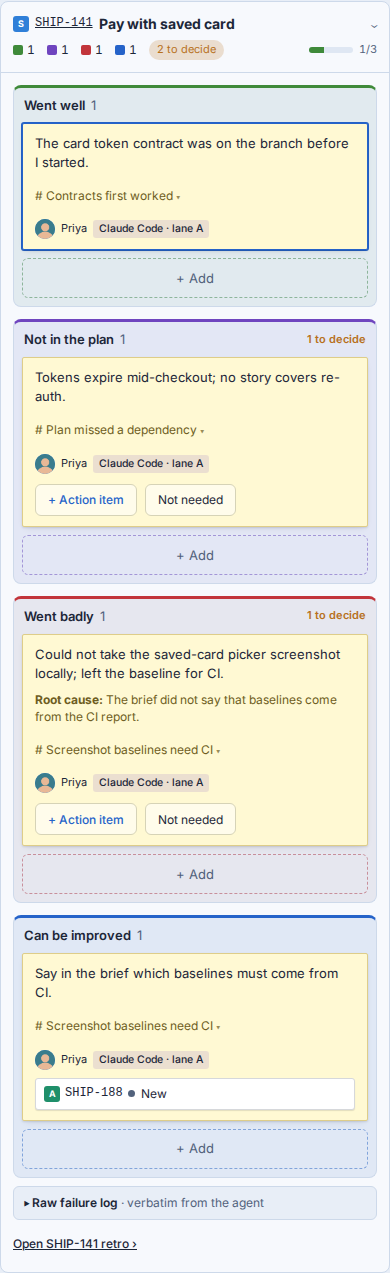 S SHIP-141 Pay with saved card
1 1 1 1 2 to decide 1/3
Went well 1
The card token contract was on the branch before
I started.
# Contracts first worked
Priya Claude Code · lane A
+ Add
Not in the plan 1 1 to decide
Tokens expire mid-checkout; no story covers re-
auth.
# Plan missed a dependency
Priya Claude Code · lane A
+ Action item Not needed
+ Add
Went badly 1 1 to decide
Could not take the saved-card picker screenshot
locally; left the baseline for CI.
Root cause: The brief did not say that baselines come
from the CI report.
# Screenshot baselines need CI
Priya Claude Code · lane A
+ Action item Not needed
+ Add
Can be improved 1
Say in the brief which baselines must come from
CI.
# Screenshot baselines need CI
Priya Claude Code · lane A
A SHIP-188 New
+ Add
Raw failure log · verbatim from the agent
Open SHIP-141 retro ›